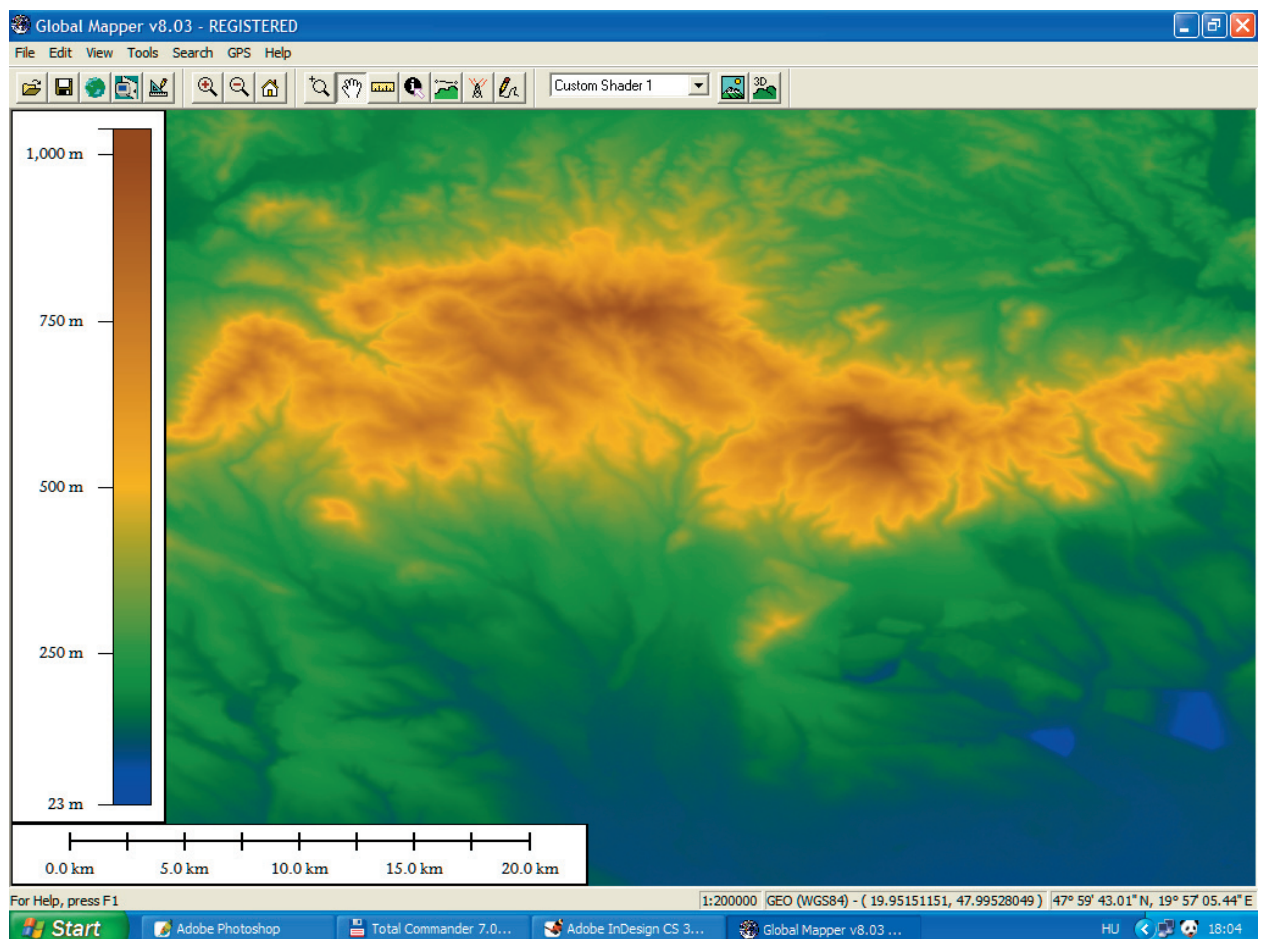 Global Mapper v8.03 - REGISTERED
File Edit View Tools Search GPS Help
Custom Shader 1
3D
1,000 m
750 m
500 m
250 m
23 m
0.0 km 5.0 km 10.0 km 15.0 km 20.0 km
For Help, press F1
1:200000 GEO (WGS84) - ( 19.95151151, 47.99528049 ) 47° 59' 43.01" N, 19° 57' 05.44" E
Start Adobe Photoshop Total Commander 7.0... Adobe InDesign CS 3... Global Mapper v8.03 ... HU 18:04